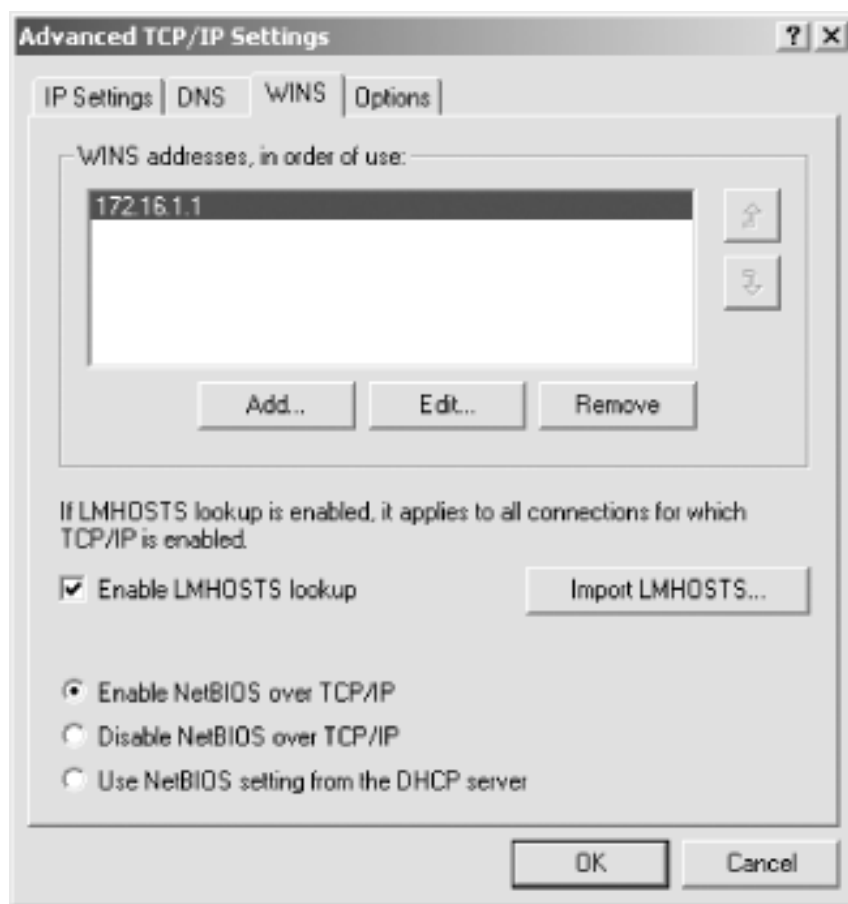 Advanced TCP/IP Settings
? X
IP Settings DNS WINS Options
WINS addresses, in order of use:
172.16.1.1
Add... Edit... Remove
If LMHOSTS lookup is enabled, it applies to all connections for which
TCP/IP is enabled.
Enable LMHOSTS lookup
Import LMHOSTS...
Enable NetBIOS over TCP/IP
Disable NetBIOS over TCP/IP
Use NetBIOS setting from the DHCP server
OK Cancel